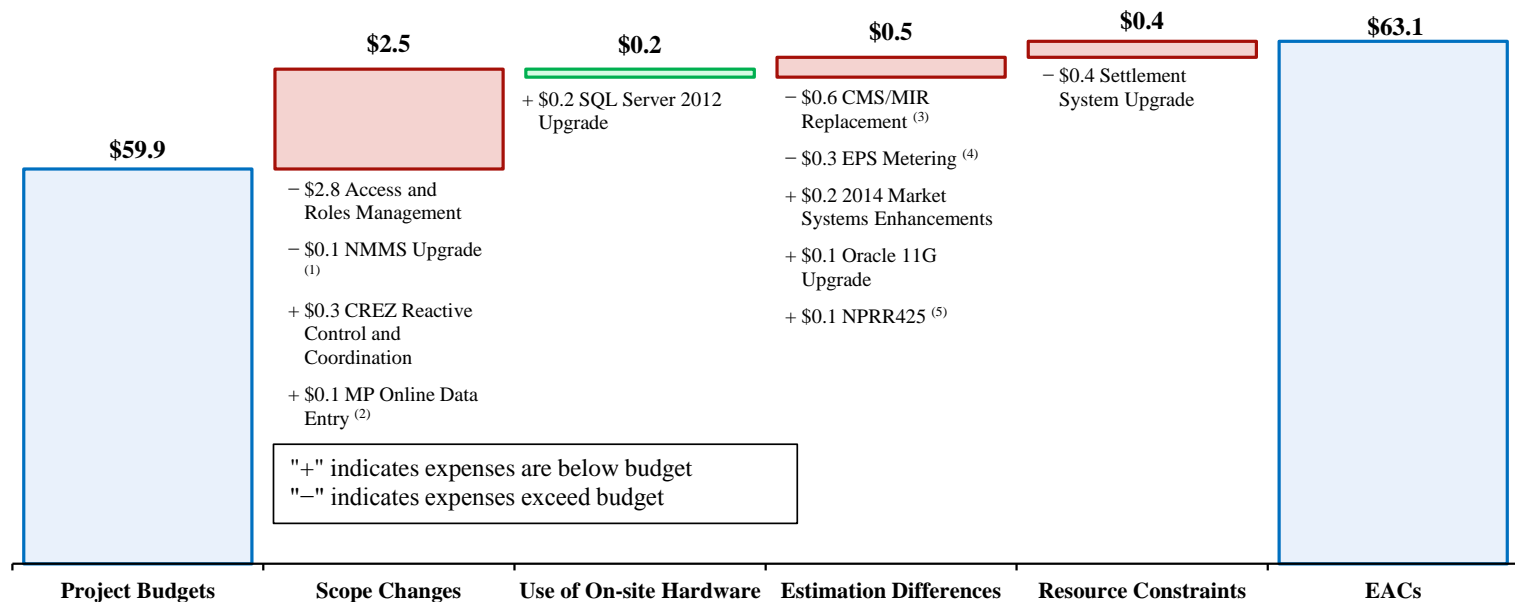 $59.9
$2.5
− $2.8 Access and
Roles Management
− $0.1 NMMS Upgrade
(1)
+ $0.3 CREZ Reactive
Control and
Coordination
+ $0.1 MP Online Data
Entry (2)
$0.2
+ $0.2 SQL Server 2012
Upgrade
$0.5
− $0.6 CMS/MIR
Replacement (3)
− $0.3 EPS Metering (4)
+ $0.2 2014 Market
Systems Enhancements
+ $0.1 Oracle 11G
Upgrade
+ $0.1 NPRR425 (5)
$0.4
− $0.4 Settlement
System Upgrade
$63.1
"+" indicates expenses are below budget
"−" indicates expenses exceed budget
Project Budgets
Scope Changes
Use of On-site Hardware
Estimation Differences
Resource Constraints
EACs